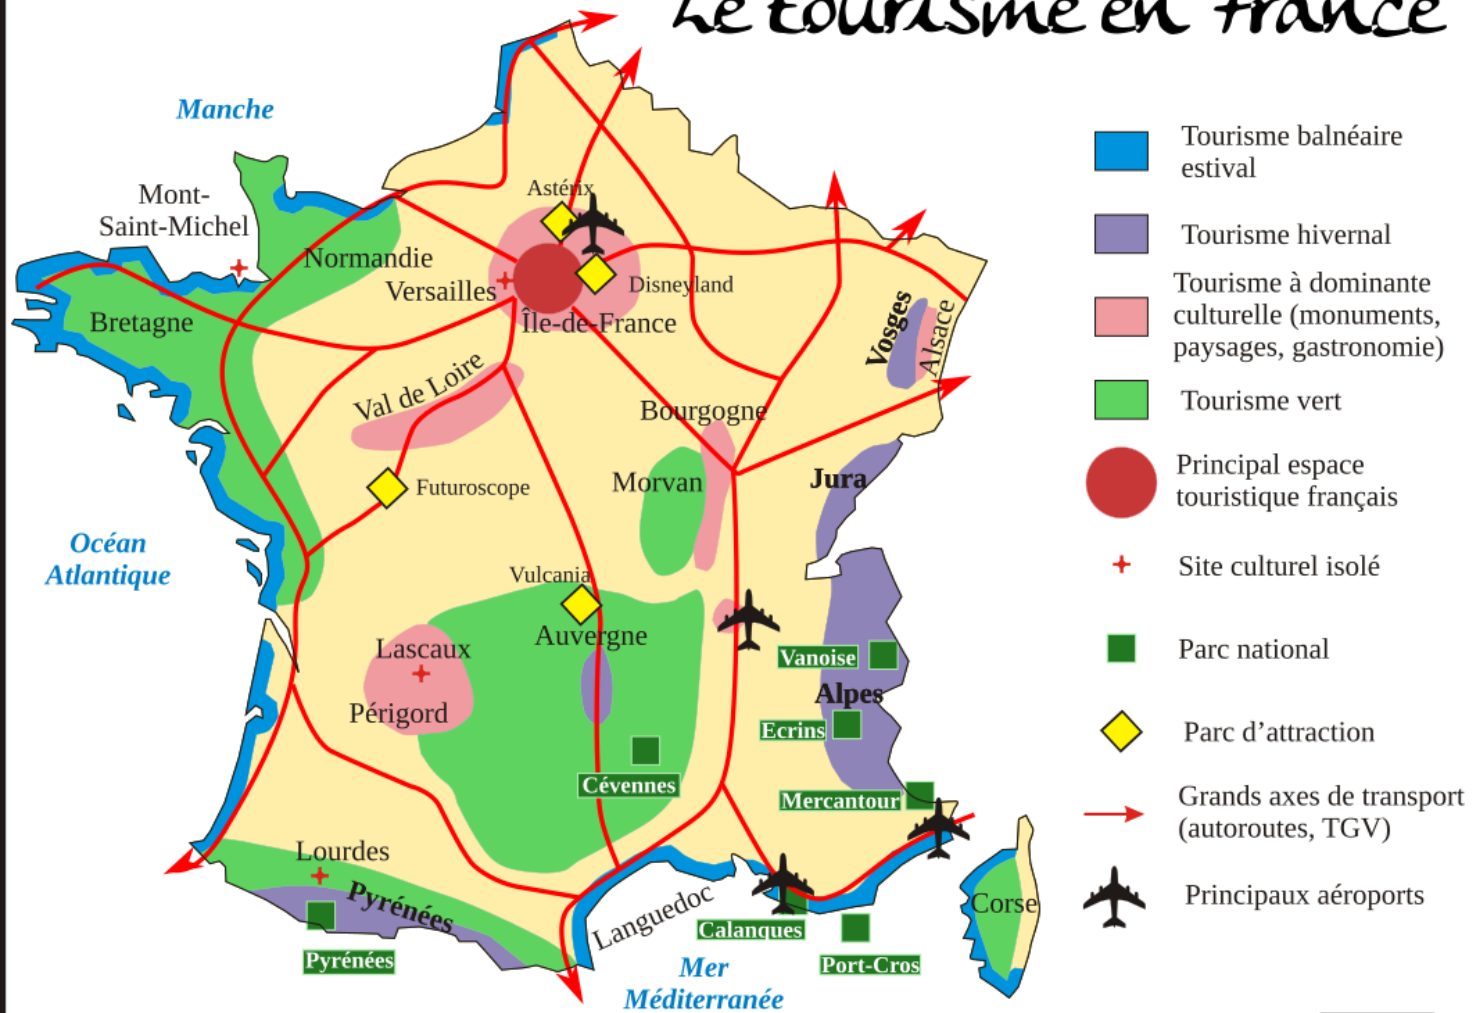 Le tourisme en France
Manche
Mont-
Saint-Michel
Astérix
Normandie
Versailles
Disneyland
Île-de-France
Bretagne
Vosges
Alsace
Val de Loire
Bourgogne
Futuroscope
Morvan
Jura
Océan
Atlantique
Vulcania
Auvergne
Lascaux
Périgord
Vanoise
Alpes
Ecrins
Cévennes
Mercantour
Lourdes
Pyrénées
Pyrénées
Languedoc
Calanques
Port-Cros
Corse
Mer
Méditerranée
Tourisme balnéaire
estival
Tourisme hivernal
Tourisme à dominante
culturelle (monuments,
paysages, gastronomie)
Tourisme vert
Principal espace
touristique français
Site culturel isolé
Parc national
Parc d’attraction
Grands axes de transport
(autoroutes, TGV)
Principaux aéroports